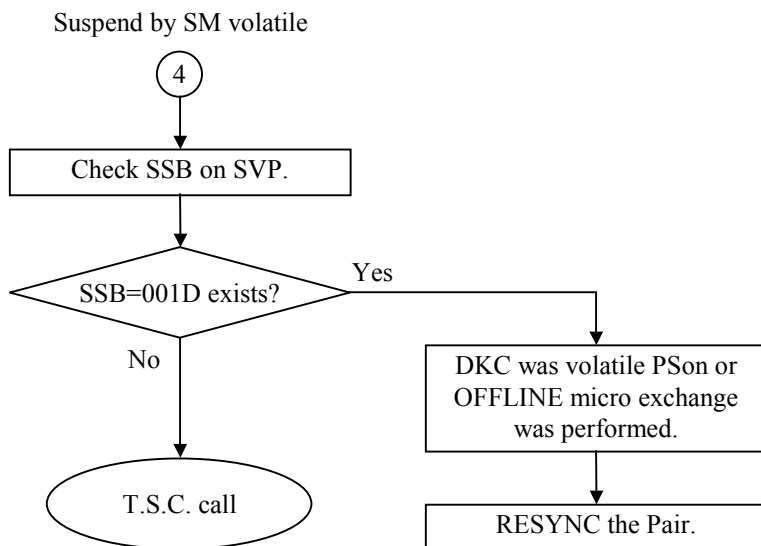 Suspend by SM volatile
4
Check SSB on SVP.
SSB=001D exists?
Yes
No
DKC was volatile PSon or
OFFLINE micro exchange
was performed.
T.S.C. call
RESYNC the Pair.